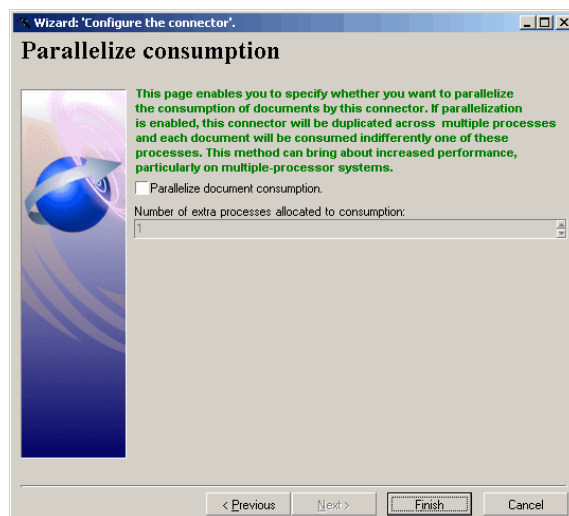 Wizard: 'Configure the connector'.
Parallelize consumption
This page enables you to specify whether you want to parallelize
the consumption of documents by this connector. If parallelization
is enabled, this connector will be duplicated across multiple processes
and each document will be consumed indifferently one of these
processes. This method can bring about increased performance,
particularly on multiple-processor systems.
Parallelize document consumption.
Number of extra processes allocated to consumption:
1
< Previous Next > Finish Cancel